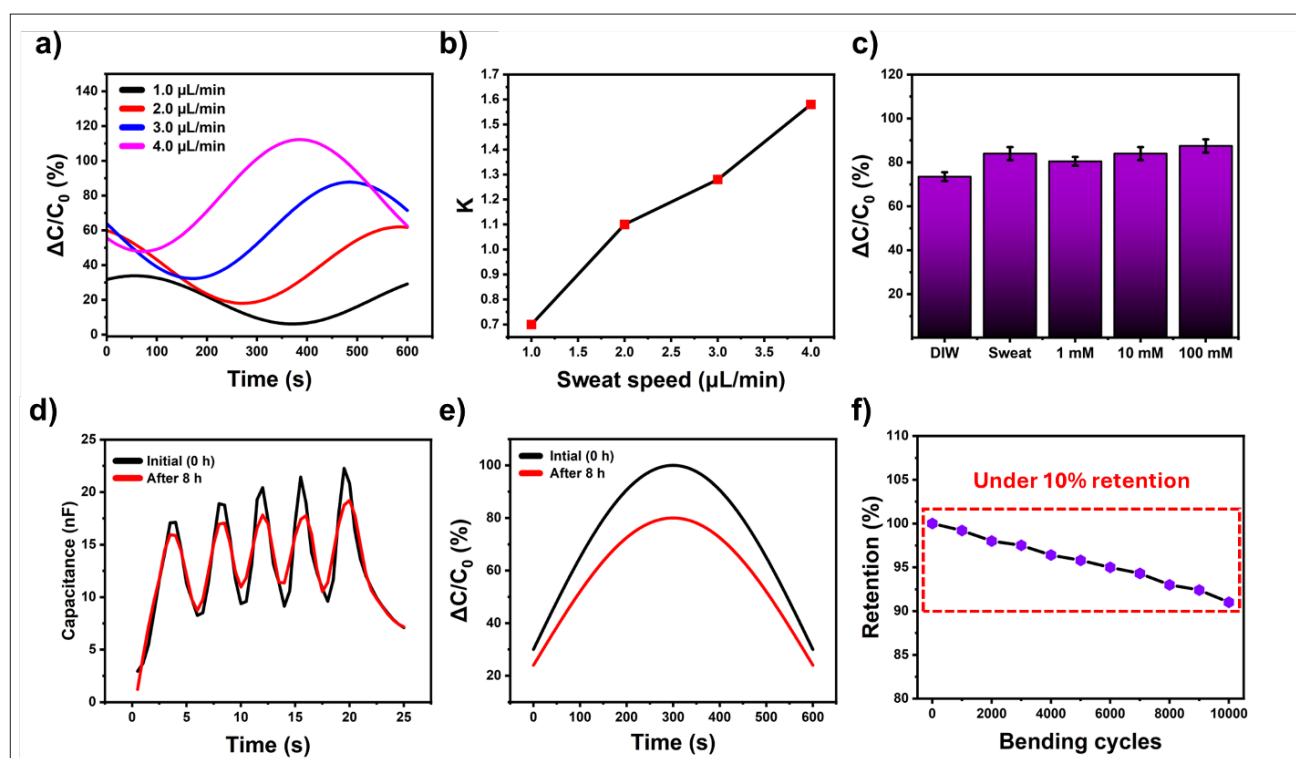 a)
1.0 µL/min
2.0 µL/min
3.0 µL/min
4.0 µL/min
140
120
100
80
60
40
20
0
ΔC/C0 (%)
0 100 200 300 400 500 600
Time (s)
b)
1.7
1.6
1.5
1.4
1.3
1.2
1.1
1.0
0.9
0.8
0.7
K
1.0 1.5 2.0 2.5 3.0 3.5 4.0
Sweat speed (µL/min)
c)
120
100
80
60
40
20
ΔC/C0 (%)
DIW Sweat 1 mM 10 mM 100 mM
d)
Initial (0 h)
After 8 h
25
20
15
10
5
0
Capacitance (nF)
0 5 10 15 20 25
Time (s)
e)
Intial (0 h)
After 8 h
100
80
60
40
20
ΔC/C0 (%)
0 100 200 300 400 500 600
Time (s)
f)
110
105
100
95
90
85
80
Retention (%)
Under 10% retention
0 2000 4000 6000 8000 10000
Bending cycles